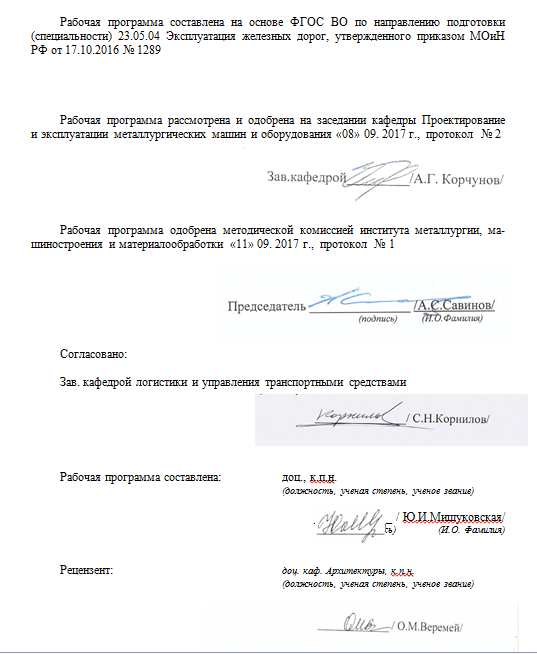 Рабочая программа составлена на основе ФГОС ВО по направлению подготовки
(специальности) 23.05.04 Эксплуатация железных дорог, утвержденного приказом МОиН
РФ от 17.10.2016 № 1289
Рабочая программа рассмотрена и одобрена на заседании кафедры Проектирование
и эксплуатации металлургических машин и оборудования «08» 09. 2017 г., протокол № 2
Зав.кафедрой /А.Г. Корчунов/
Рабочая программа одобрена методической комиссией института металлургии, ма-
шиностроения и материалообработки «11» 09. 2017 г., протокол № 1
Председатель /А.С.Савинов/
(подпись) (И.О.Фамилия)
Согласовано:
Зав. кафедрой логистики и управления транспортными средствами
/ С.Н.Корнилов/
Рабочая программа составлена: доц., к.п.н.
(должность, ученая степень, ученое звание)
/ Ю.И.Мишуковская/
(И.О. Фамилия)
Рецензент: доц. каф. Архитектуры, к.п.н.
(должность, ученая степень, ученое звание)
/ О.М.Веремей/